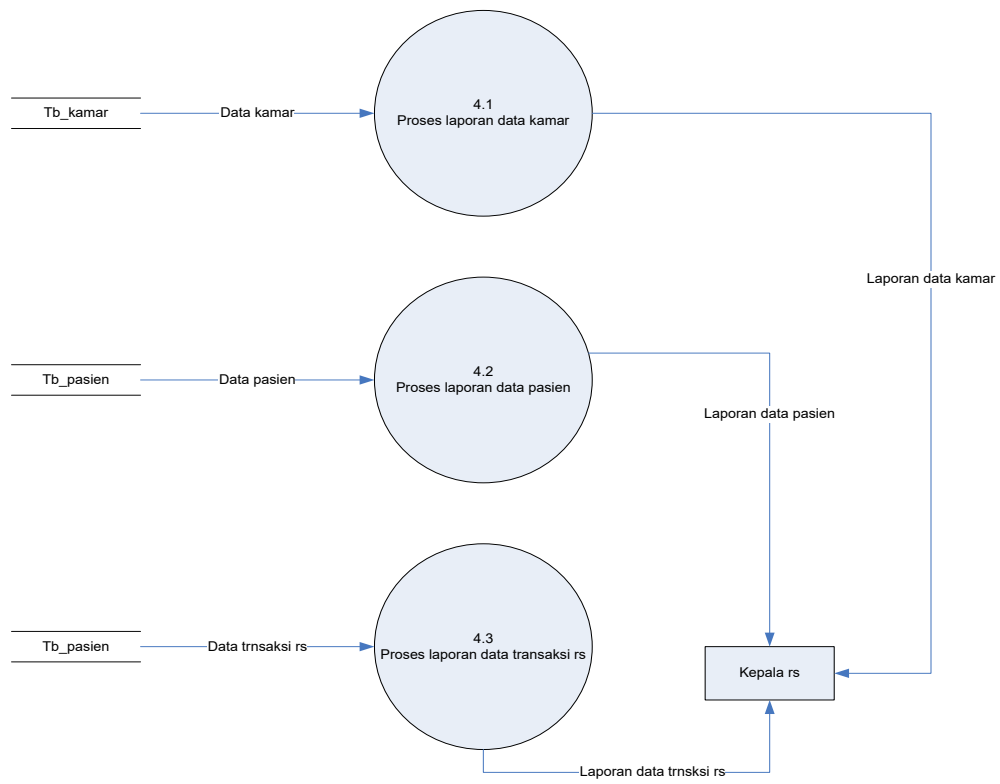 4.1
Proses laporan data kamar
Tb_kamar
Data kamar
Laporan data kamar
4.2
Proses laporan data pasien
Tb_pasien
Data pasien
Laporan data pasien
4.3
Proses laporan data transaksi rs
Tb_pasien
Data trnsaksi rs
Kepala rs
Laporan data trnsksi rs